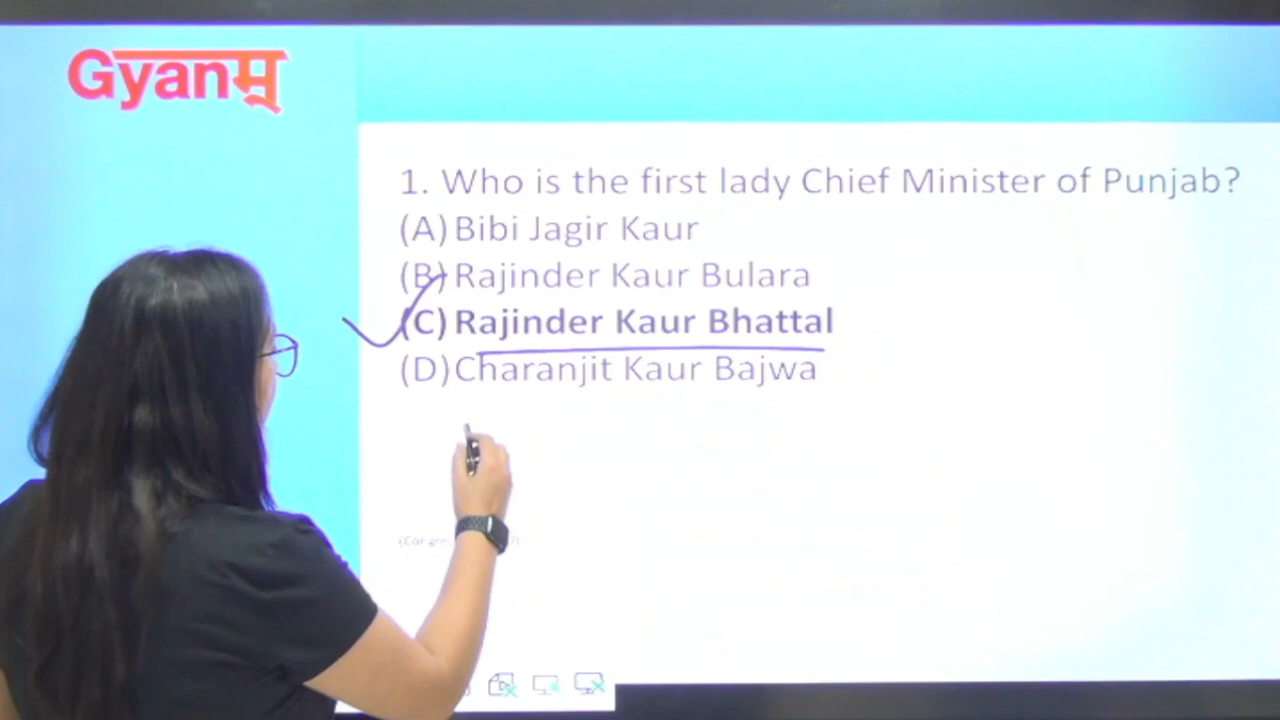 Gyanम्
1. Who is the first lady Chief Minister of Punjab?
(A) Bibi Jagir Kaur
(B) Rajinder Kaur Bulara
(C) Rajinder Kaur Bhattal
(D) Charanjit Kaur Bajwa